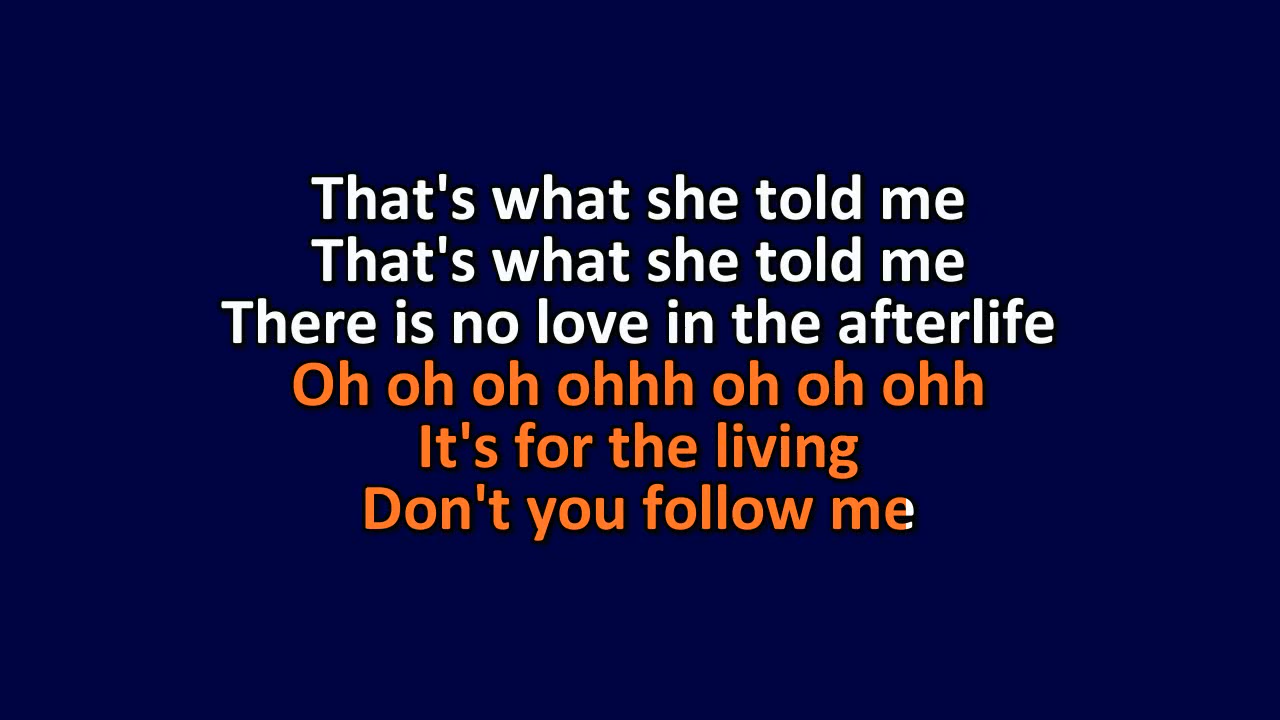 That's what she told me
That's what she told me
There is no love in the afterlife
Oh oh oh ohhh oh oh ohh
It's for the living
Don't you follow me